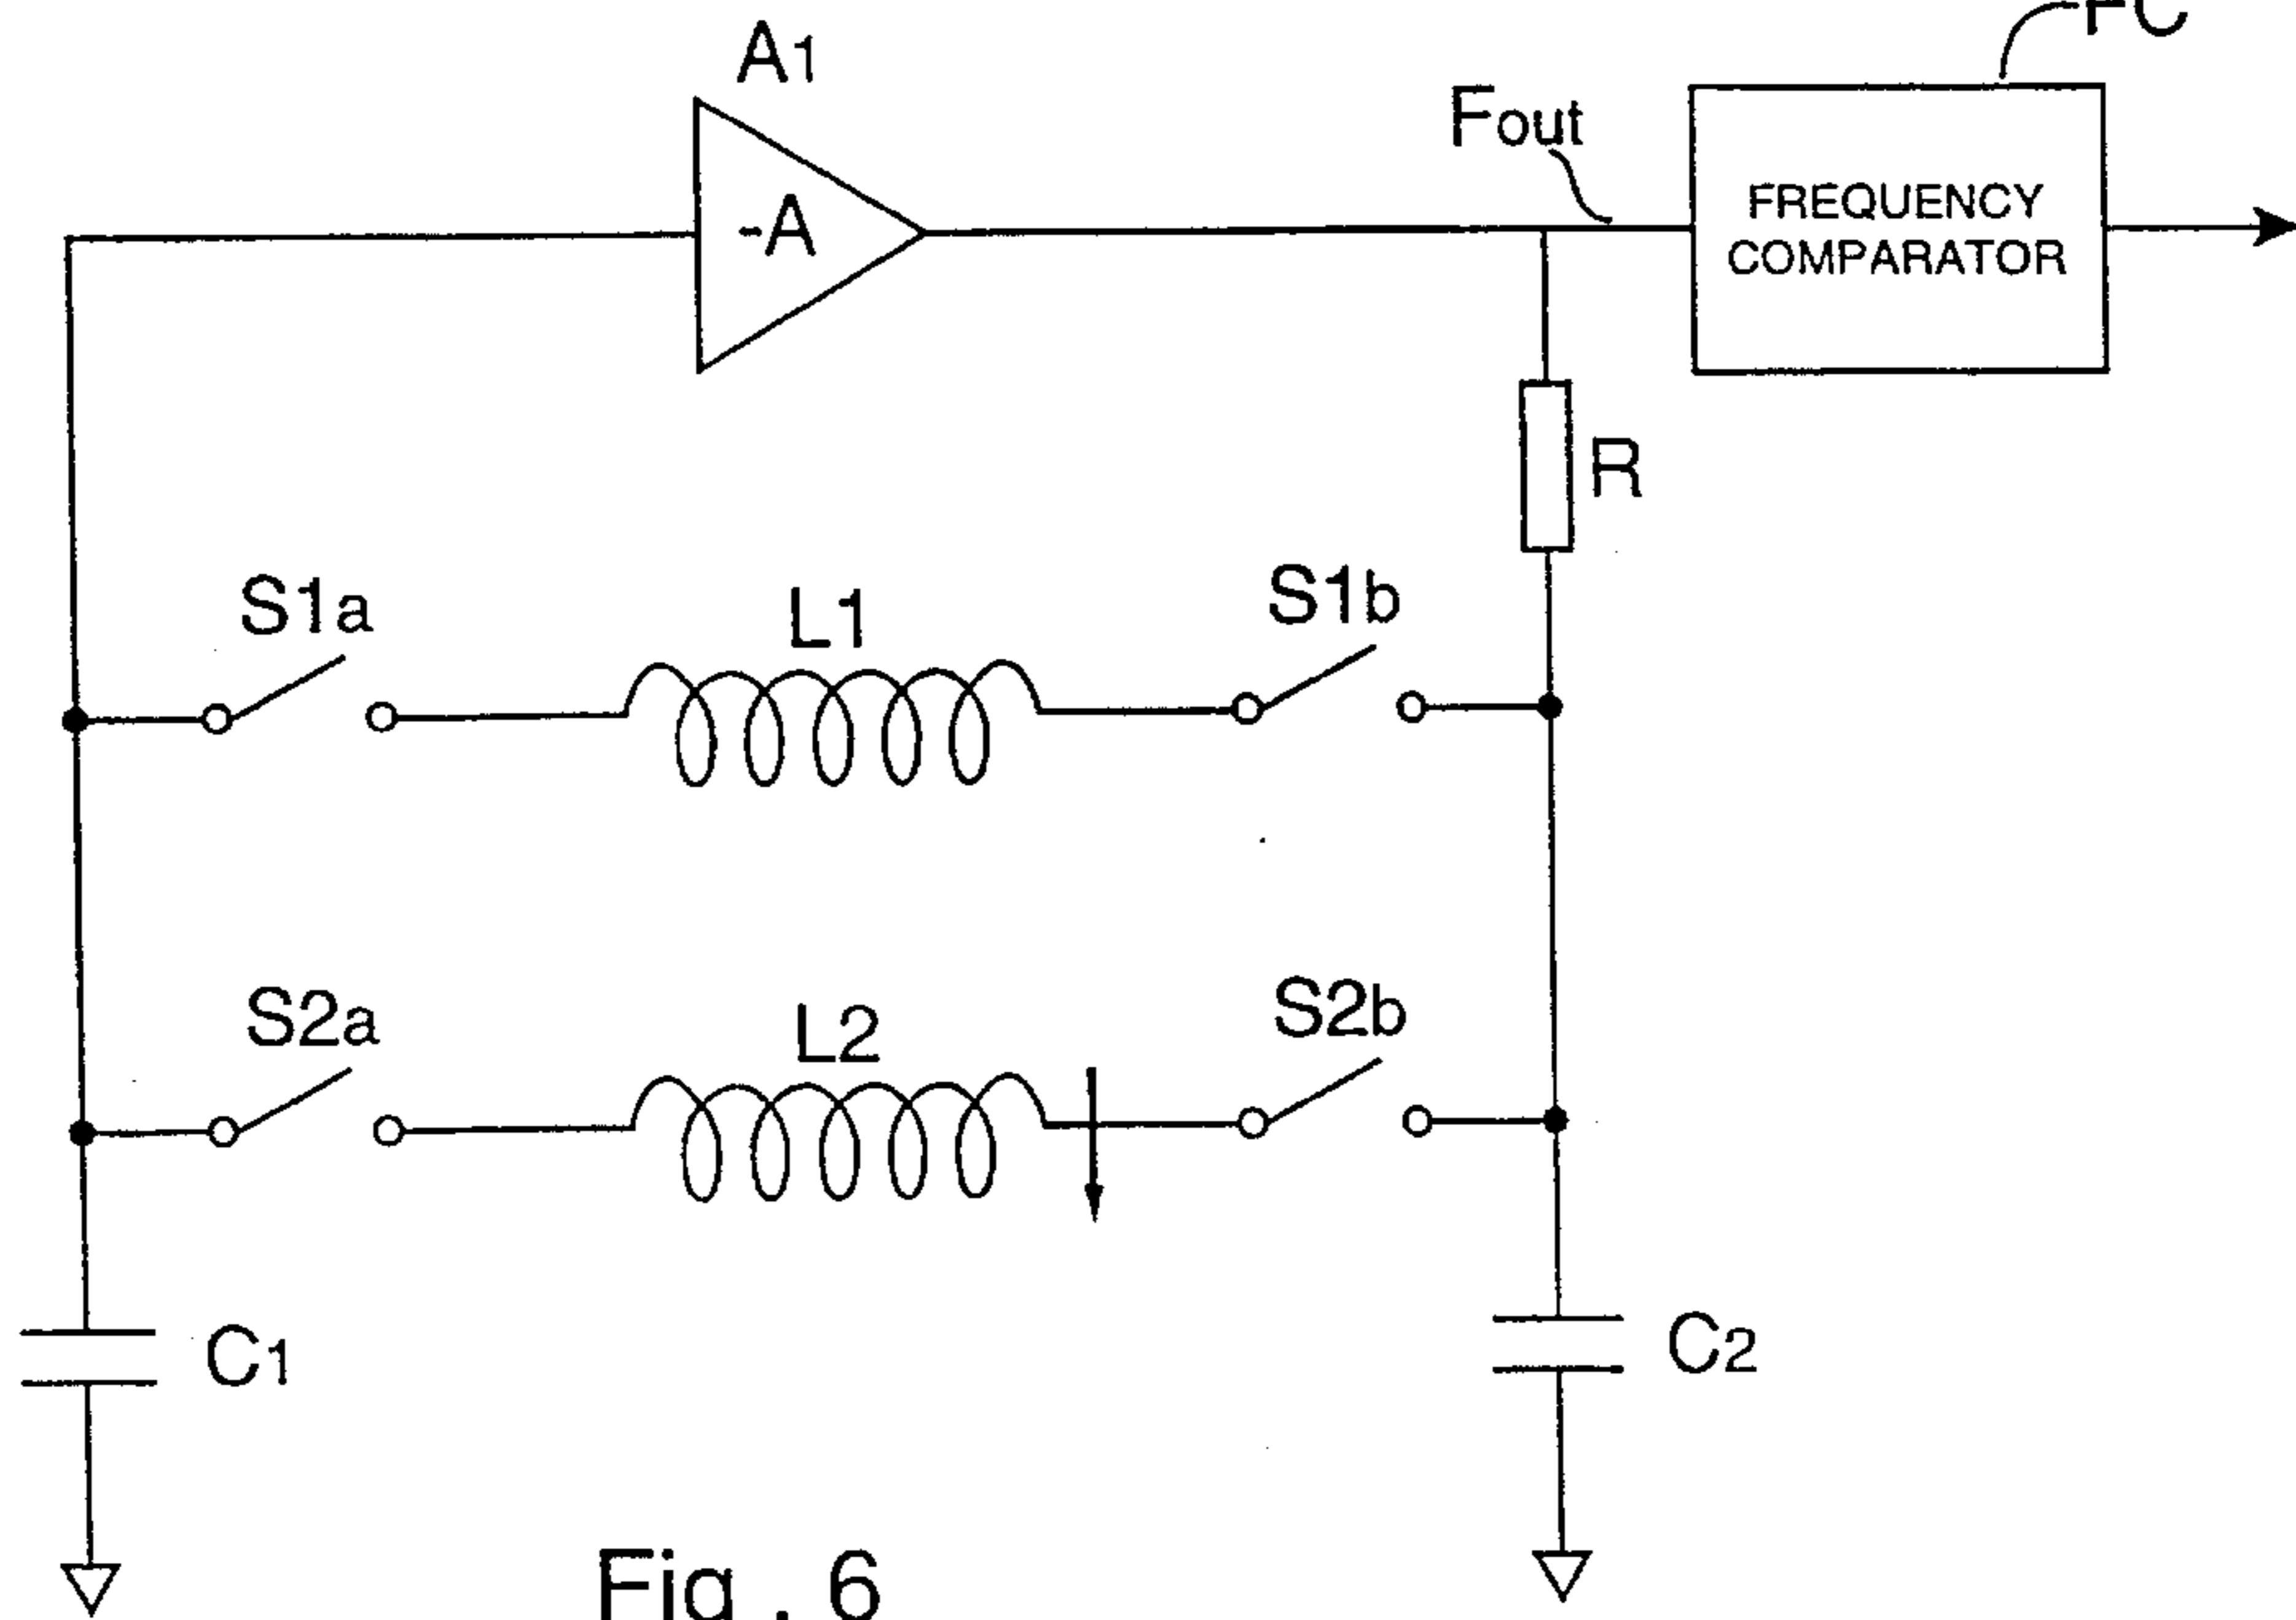 FC
A1
Fout
-A
FREQUENCY
COMPARATOR
R
S1a
L1
S1b
S2a
L2
S2b
C1
C2
Fig . 6